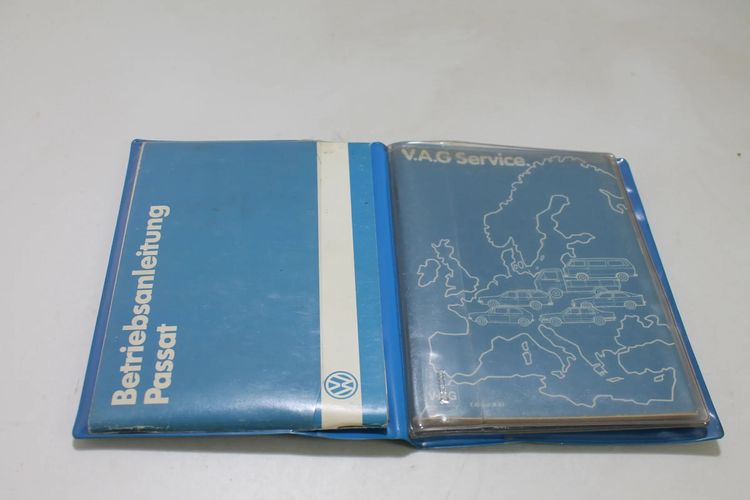 Betriebsanleitung
Passat
V.A.G Service